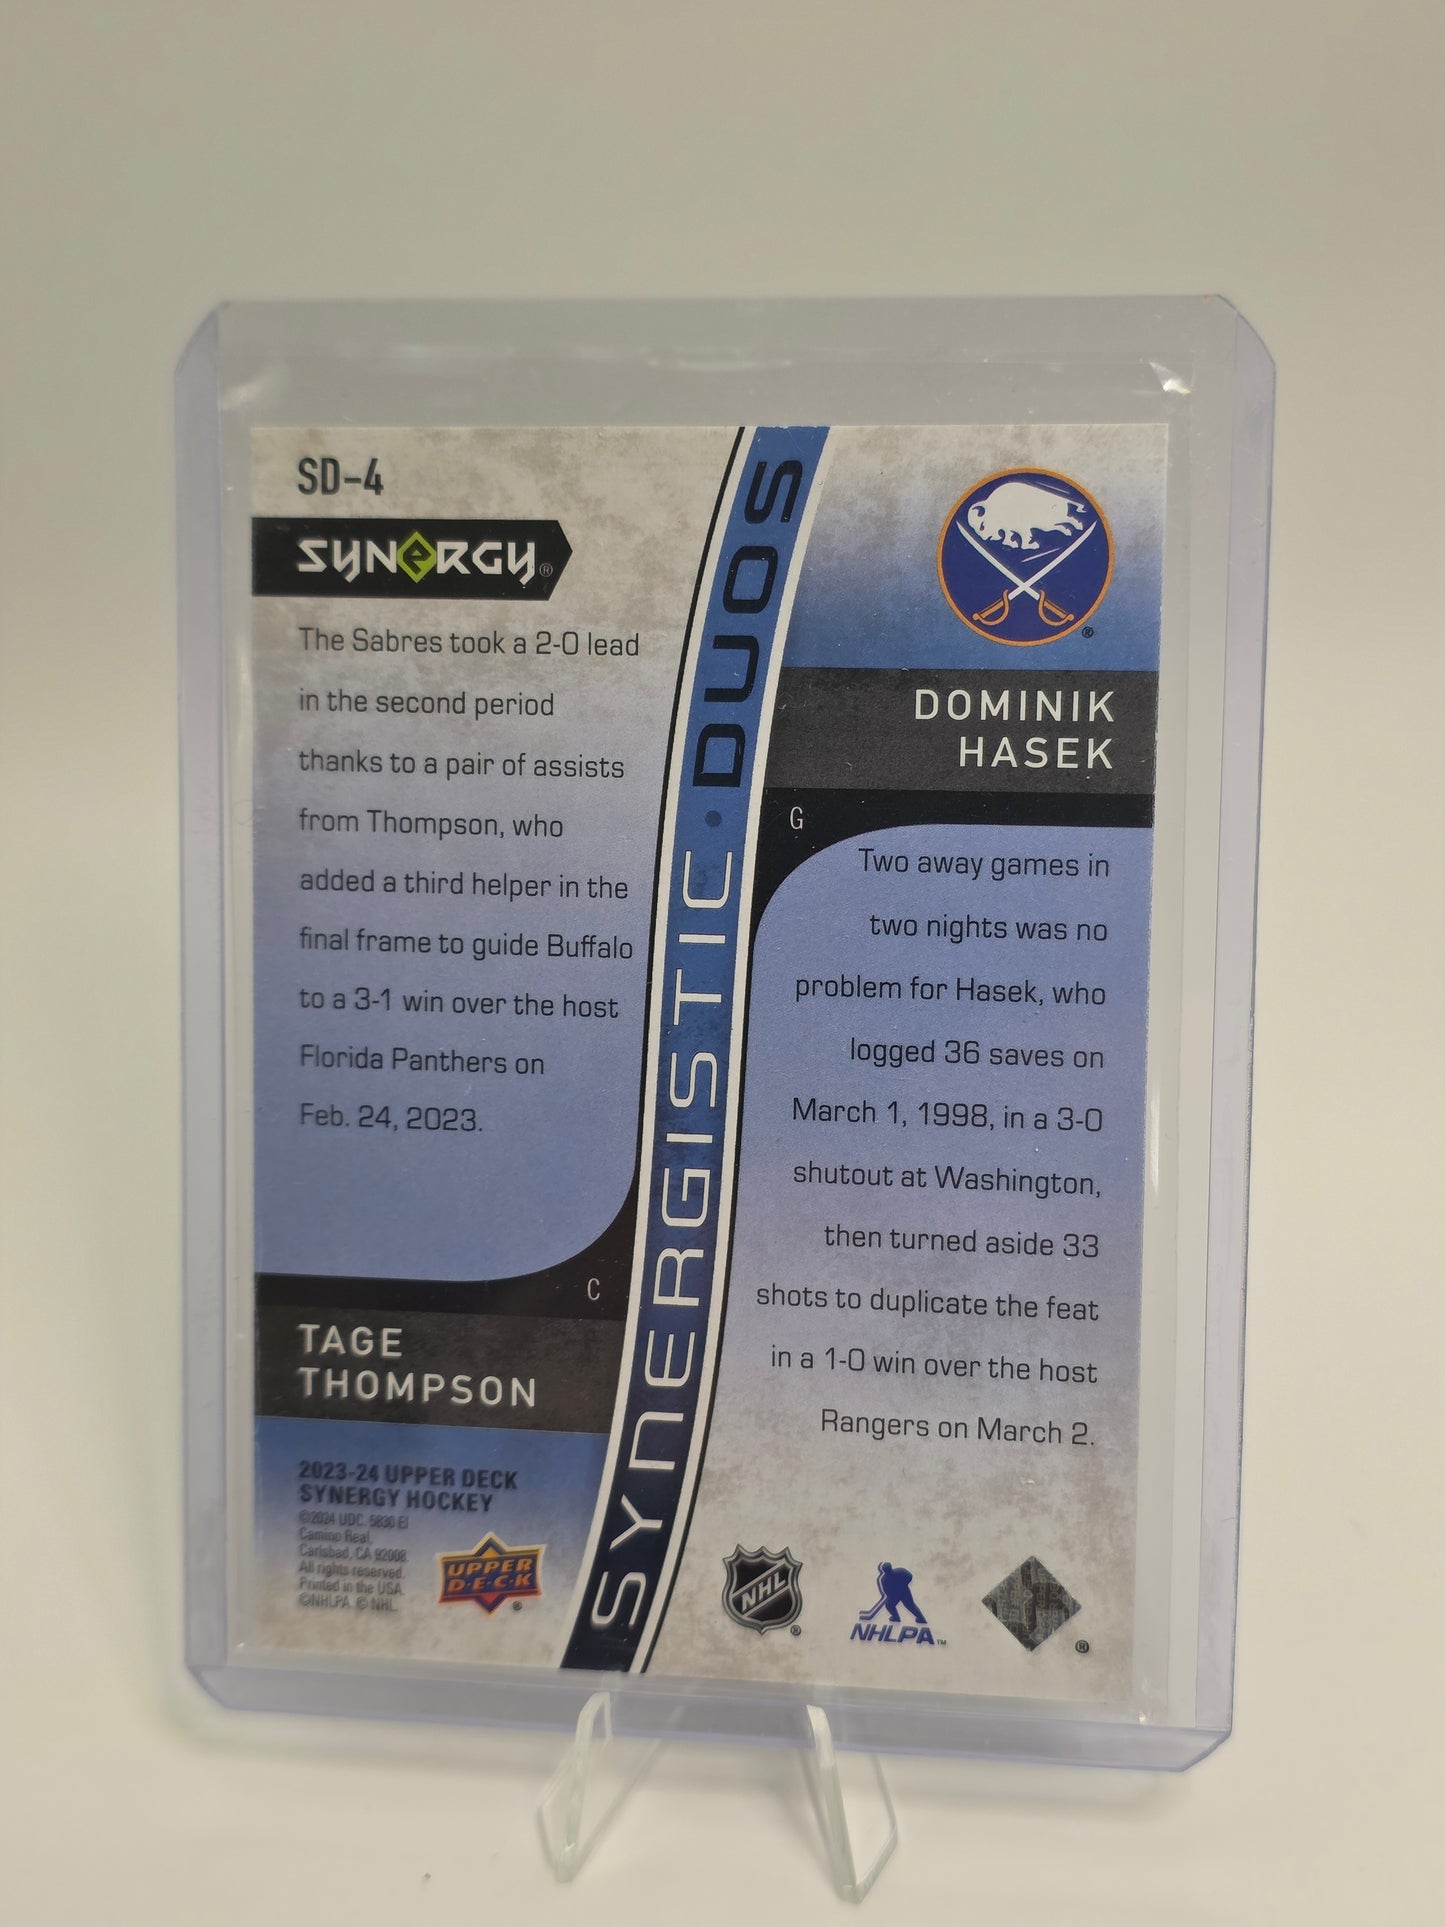 SD-4
SYNERGY®
The Sabres took a 2-0 lead
in the second period
thanks to a pair of assists
from Thompson, who
added a third helper in the
final frame to guide Buffalo
to a 3-1 win over the host
Florida Panthers on
Feb. 24, 2023.
C
TAGE
THOMPSON
2023-24 UPPER DECK
SYNERGY HOCKEY
©2024 UDC. 5830 El
Camino Real,
Carlsbad, CA 92008.
All rights reserved.
Printed in the USA.
©NHLPA. © NHL.
UPPER
D•E•C•K
®
SYNERGISTIC • DUOS
®
DOMINIK
HASEK
G
Two away games in
two nights was no
problem for Hasek, who
logged 36 saves on
March 1, 1998, in a 3-0
shutout at Washington,
then turned aside 33
shots to duplicate the feat
in a 1-0 win over the host
Rangers on March 2.
NHL
®
NHLPA™
®